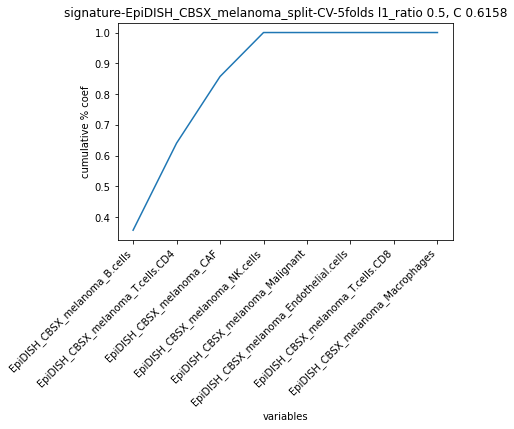 signature-EpiDISH_CBSX_melanoma_split-CV-5folds l1_ratio 0.5, C 0.6158
1.0
0.9
0.8
0.7
0.6
0.5
0.4
cumulative % coef
EpiDISH_CBSX_melanoma_B.cells
EpiDISH_CBSX_melanoma_T.cells.CD4
EpiDISH_CBSX_melanoma_CAF
EpiDISH_CBSX_melanoma_NK.cells
EpiDISH_CBSX_melanoma_Malignant
EpiDISH_CBSX_melanoma_Endothelial.cells
EpiDISH_CBSX_melanoma_T.cells.CD8
EpiDISH_CBSX_melanoma_Macrophages
variables